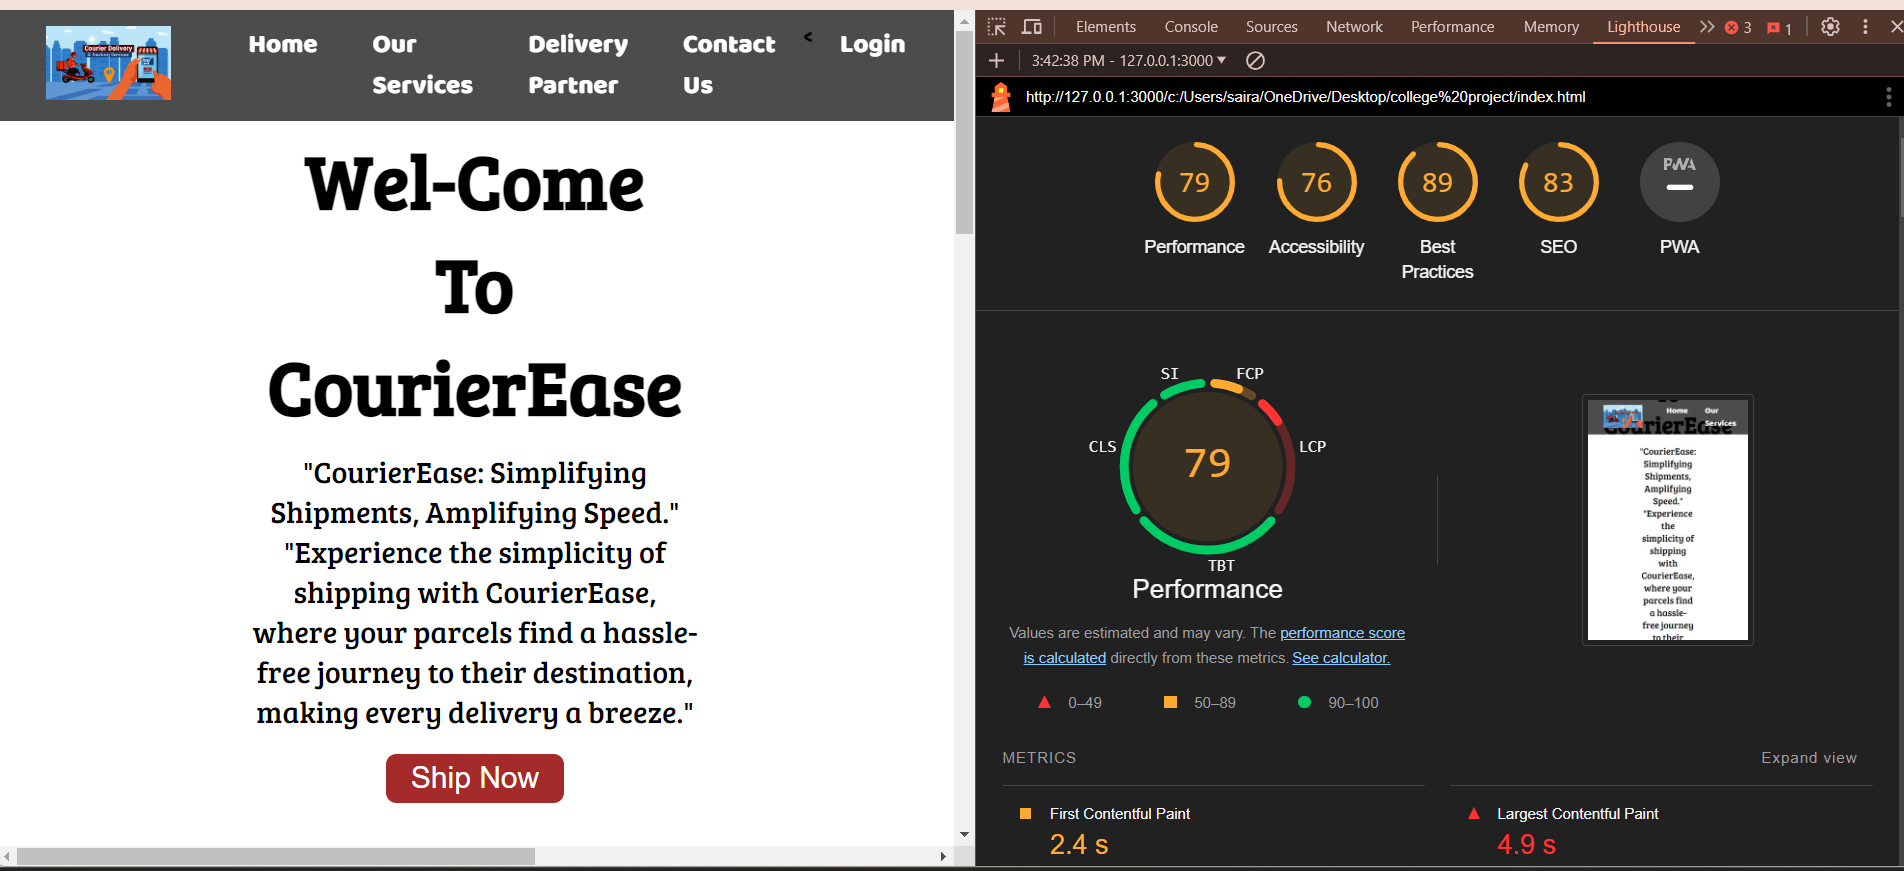 Courier Delivery
Home
Our
Services
Delivery
Partner
Contact
Us
<
Login
Wel-Come
To
CourierEase
"CourierEase: Simplifying
Shipments, Amplifying Speed."
"Experience the simplicity of
shipping with CourierEase,
where your parcels find a hassle-
free journey to their destination,
making every delivery a breeze."
Ship Now
Elements Console Sources Network Performance Memory Lighthouse 3 1
3:42:38 PM - 127.0.0.1:3000
http://127.0.0.1:3000/c:/Users/saira/OneDrive/Desktop/college%20project/index.html
79 76 89 83 PWA
Performance Accessibility Best
Practices SEO PWA
SI FCP
CLS LCP
79
TBT
Performance
Values are estimated and may vary. The performance score
is calculated directly from these metrics. See calculator.
0–49 50–89 90–100
Home Our
Services
CourierEase
"CourierEase:
Simplifying
Shipments,
Amplifying
Speed."
"Experience
the
simplicity of
shipping
with
CourierEase,
where your
parcels find
a hassle-
free journey
to their
METRICS Expand view
First Contentful Paint
2.4 s
Largest Contentful Paint
4.9 s